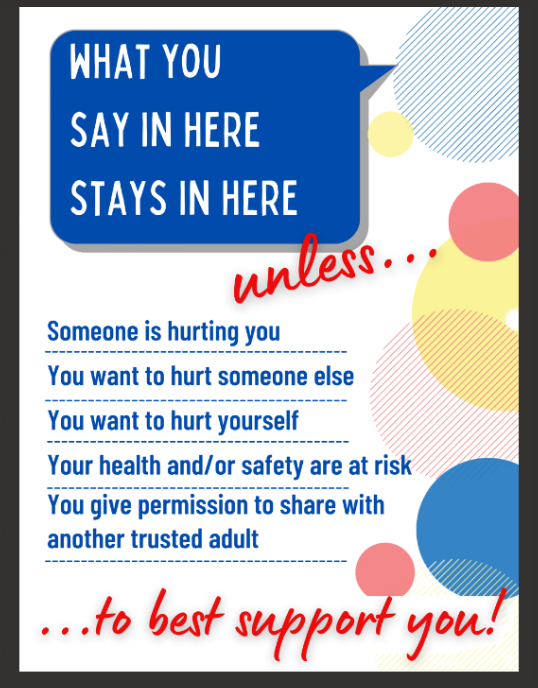 WHAT YOU
SAY IN HERE
STAYS IN HERE
unless...
Someone is hurting you
You want to hurt someone else
You want to hurt yourself
Your health and/or safety are at risk
You give permission to share with
another trusted adult
...to best support you!